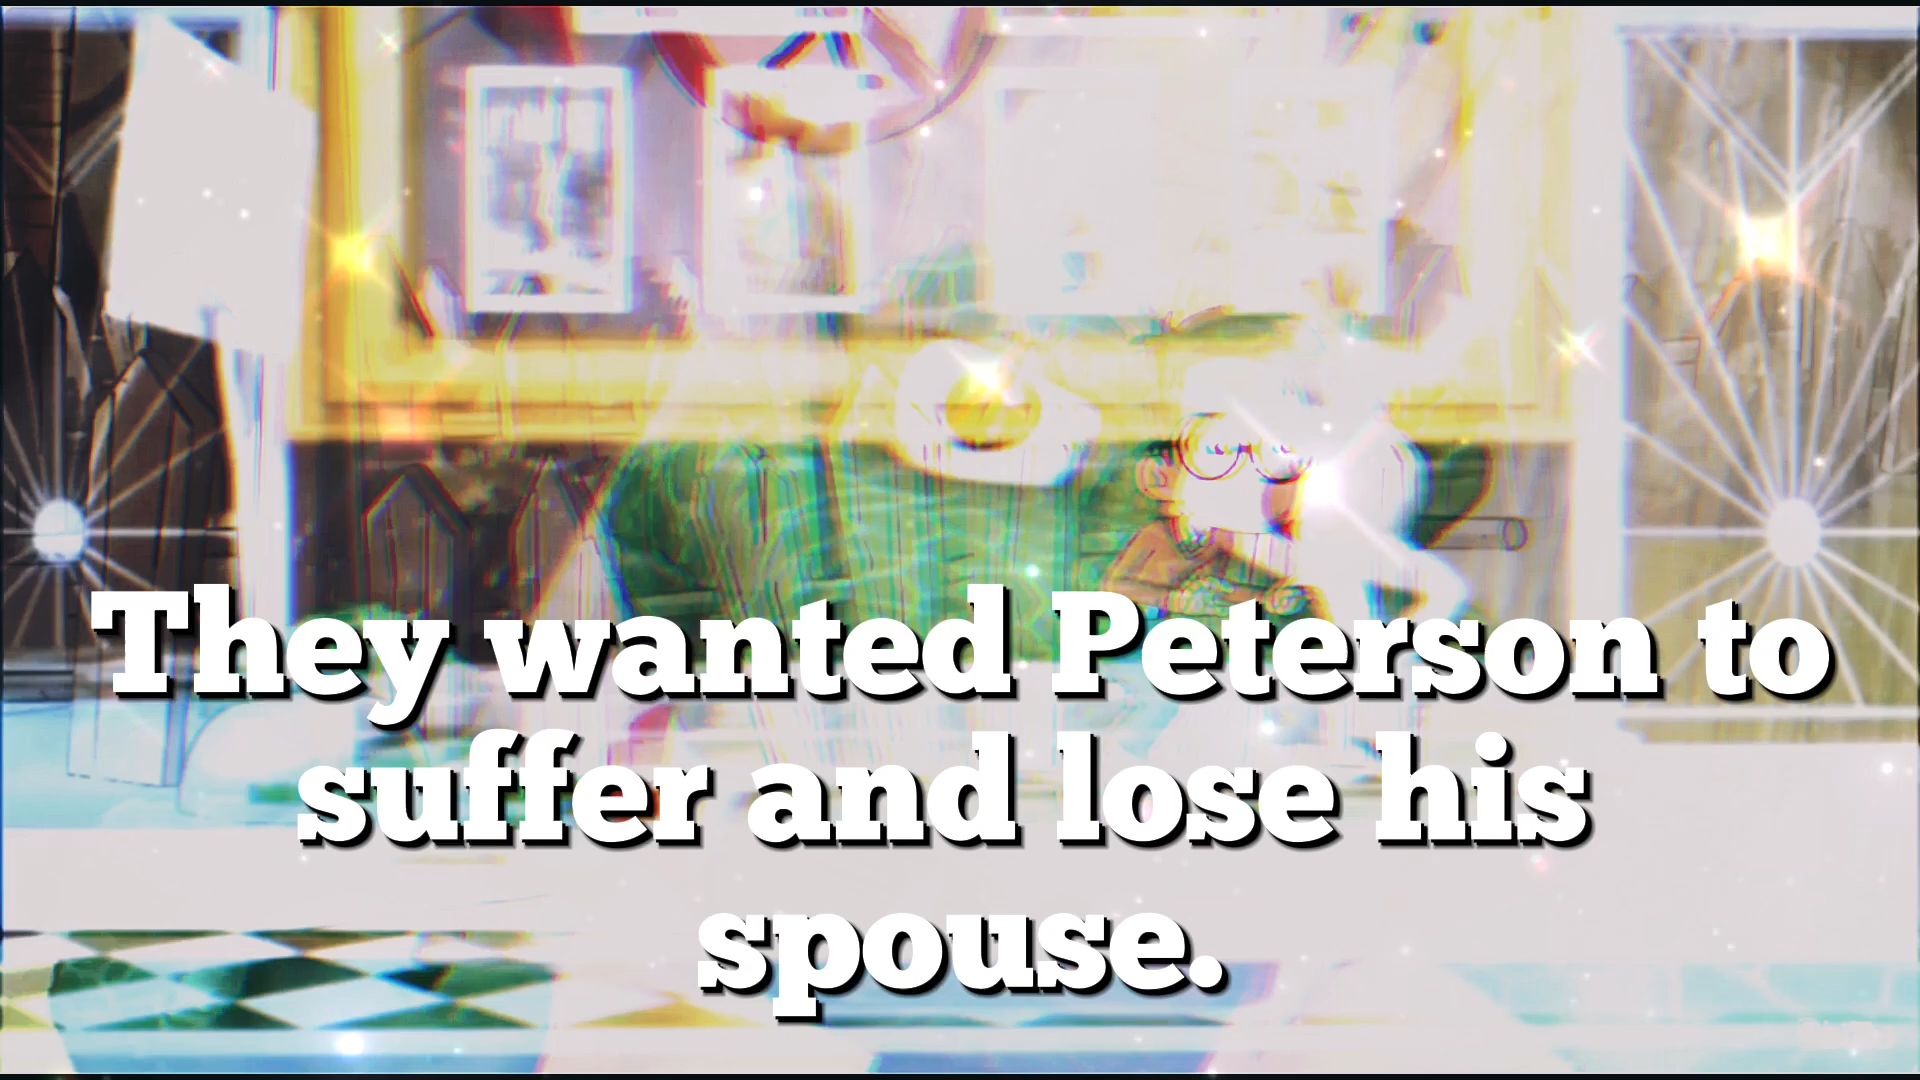 They wanted Peterson to
suffer and lose his
spouse.